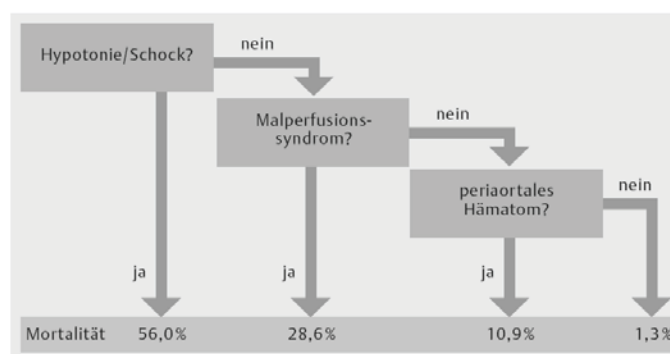 Hypotonie/Schock?
nein
Malperfusions-
syndrom?
nein
periaortales
Hämatom?
nein
ja
ja
ja
Mortalität 56,0% 28,6% 10,9% 1,3%